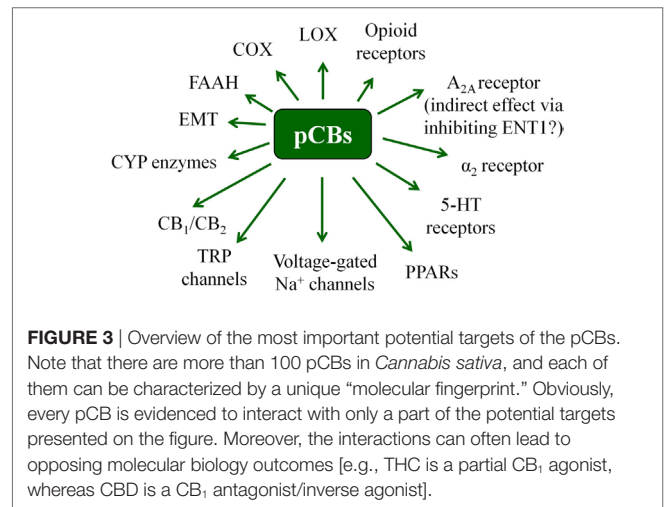 COX
LOX
Opioid
receptors
FAAH
A₂A receptor
(indirect effect via
inhibiting ENT1?)
EMT
pCBs
CYP enzymes
α₂ receptor
CB₁/CB₂
5-HT
receptors
TRP
channels
Voltage-gated
Na⁺ channels
PPARs
FIGURE 3 | Overview of the most important potential targets of the pCBs.
Note that there are more than 100 pCBs in Cannabis sativa, and each of
them can be characterized by a unique “molecular fingerprint.” Obviously,
every pCB is evidenced to interact with only a part of the potential targets
presented on the figure. Moreover, the interactions can often lead to
opposing molecular biology outcomes [e.g., THC is a partial CB₁ agonist,
whereas CBD is a CB₁ antagonist/inverse agonist].